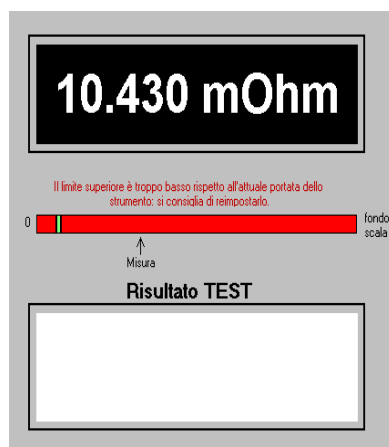 10.430 mOhm
Il limite superiore è troppo basso rispetto all'attuale portata dello
strumento: si consiglia di reimpostarlo.
0
fondo
scala
Misura
Risultato TEST